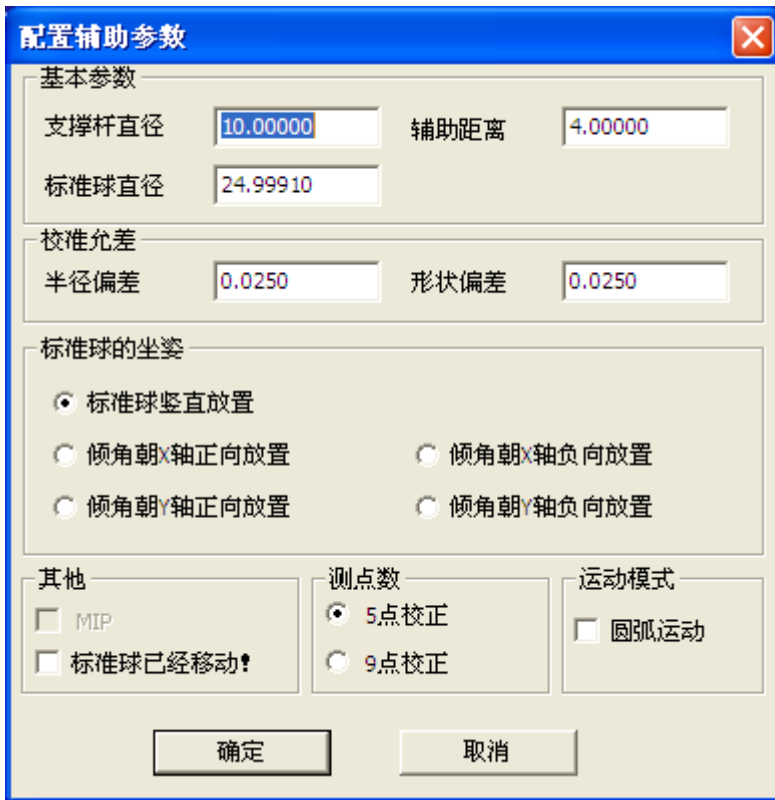 配置辅助参数
基本参数
支撑杆直径 10.00000 辅助距离 4.00000
标准球直径 24.99910
校准允差
半径偏差 0.0250 形状偏差 0.0250
标准球的坐姿
标准球竖直放置
倾角朝X轴正向放置 倾角朝X轴负向放置
倾角朝Y轴正向放置 倾角朝Y轴负向放置
其他 测点数 运动模式
MIP 5点校正 圆弧运动
标准球已经移动! 9点校正
确定 取消